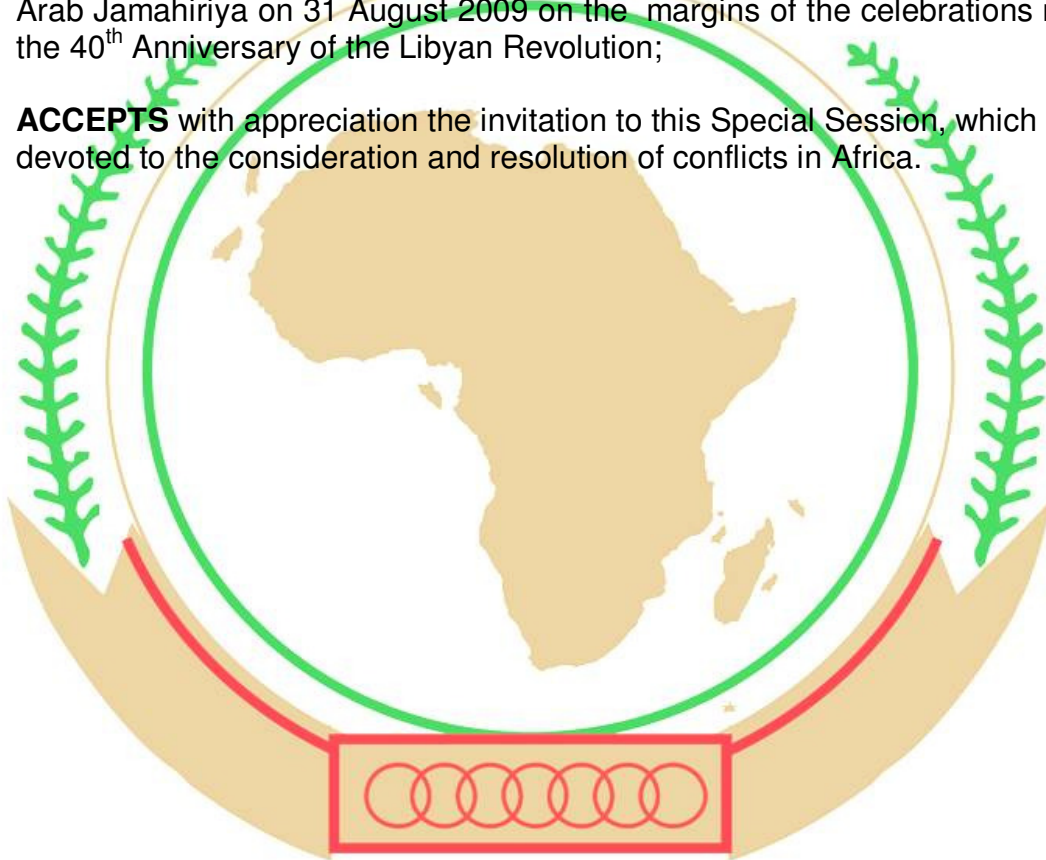 Arab Jamahiriya on 31 August 2009 on the margins of the celebrations
the 40th Anniversary of the Libyan Revolution;
ACCEPTS with appreciation the invitation to this Special Session, which
devoted to the consideration and resolution of conflicts in Africa.